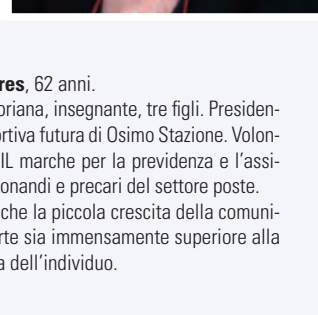 res, 62 anni.
oriana, insegnante, tre figli. Presiden-
rtiva futura di Osimo Stazione. Volon-
IL marche per la previdenza e l'assi-
onandi e precari del settore poste.
che la piccola crescita della comuni-
rte sia immensamente superiore alla
a dell'individuo.